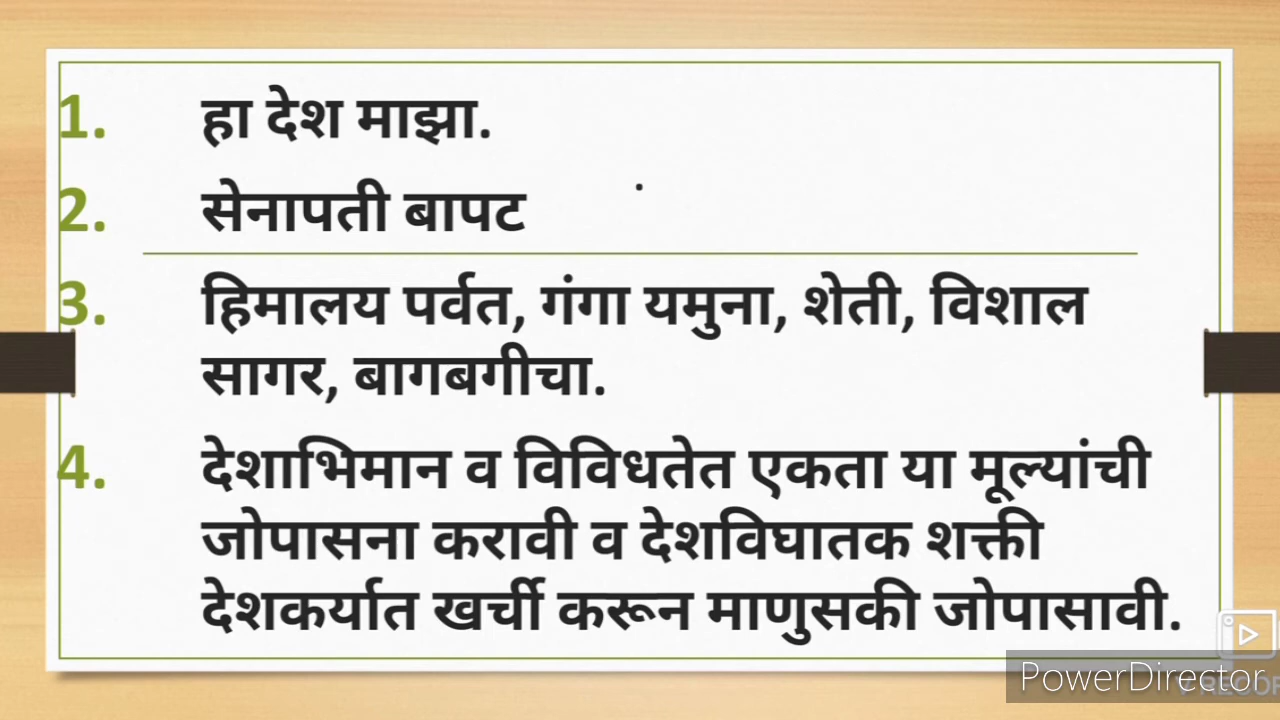 1. हा देश माझा.
2. सेनापती बापट
3. हिमालय पर्वत, गंगा यमुना, शेती, विशाल
सागर, बागबगीचा.
4. देशाभिमान व विविधतेत एकता या मूल्यांची
जोपासना करावी व देशविघातक शक्ती
देशकर्यात खर्ची करून माणुसकी जोपासावी.
PowerDirector